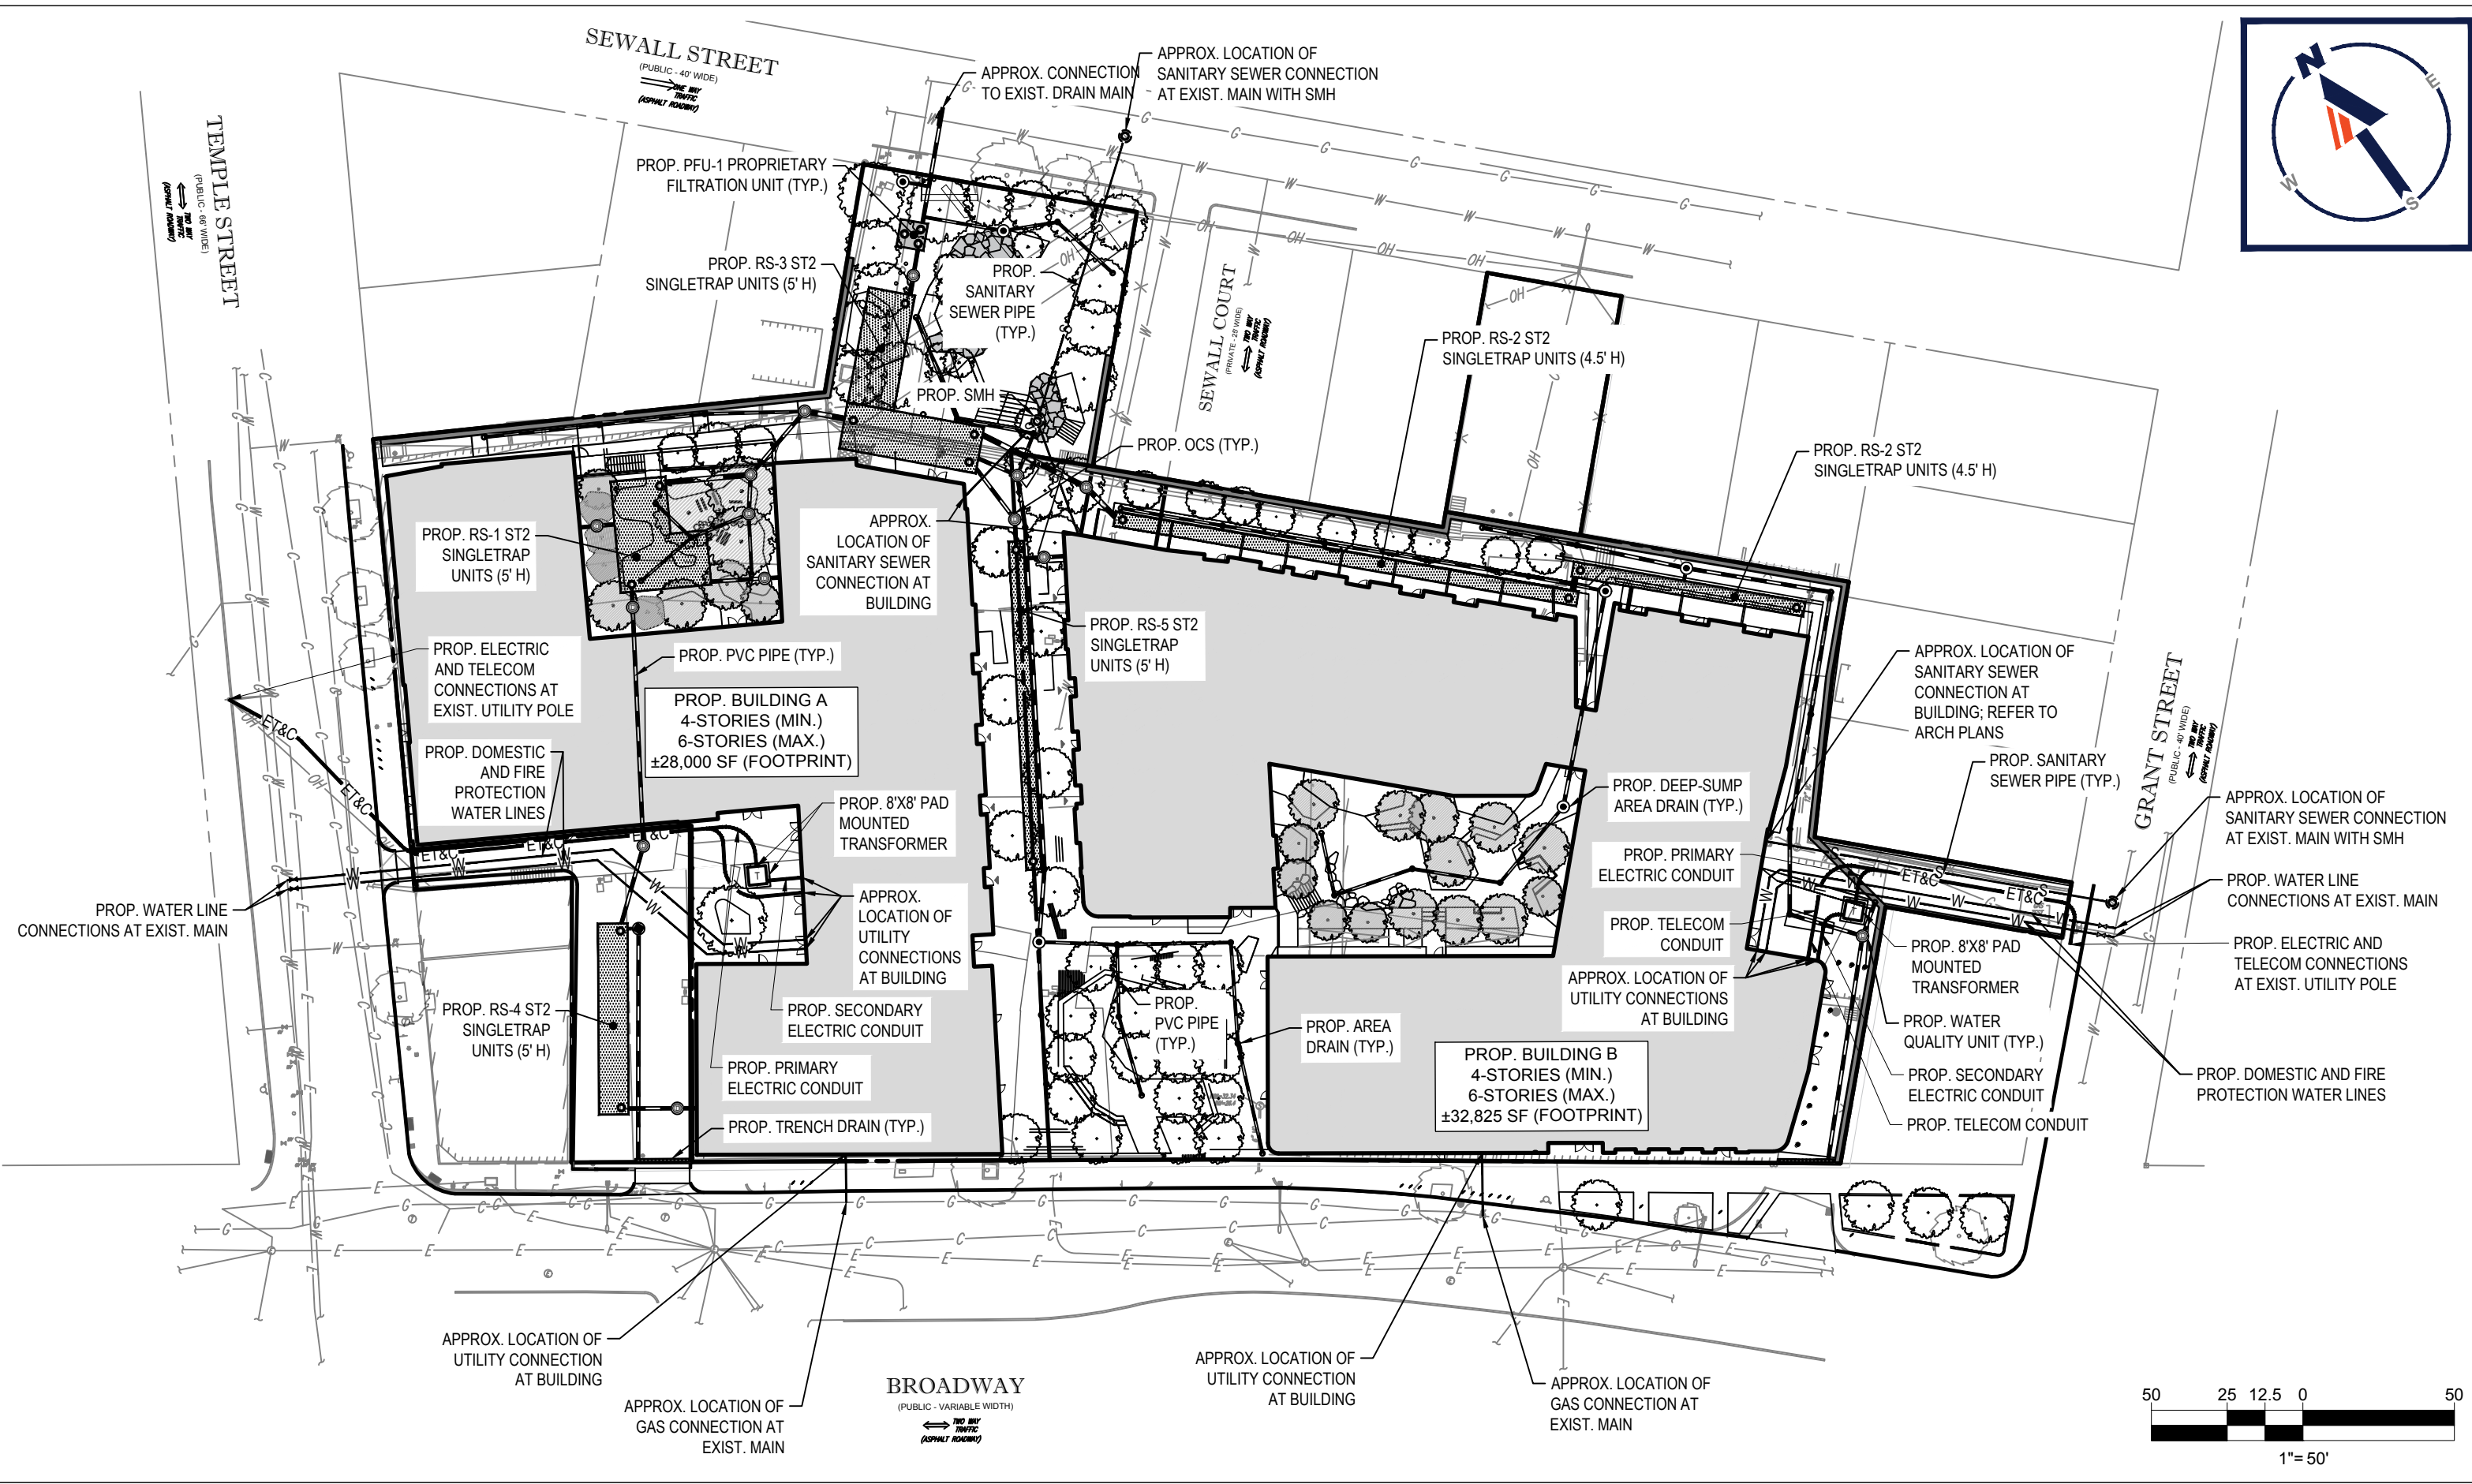 SEWALL STREET
(PUBLIC - 40' WIDE)
ONE WAY
TRAFFIC
(ASPHALT ROADWAY)
APPROX. CONNECTION
TO EXIST. DRAIN MAIN
APPROX. LOCATION OF
SANITARY SEWER CONNECTION
AT EXIST. MAIN WITH SMH
N
E
W
S
TEMPLE STREET
(PUBLIC - 66' WIDE)
TWO WAY
TRAFFIC
(ASPHALT ROADWAY)
PROP. PFU-1 PROPRIETARY
FILTRATION UNIT (TYP.)
PROP. RS-3 ST2
SINGLETRAP UNITS (5' H)
PROP.
SANITARY
SEWER PIPE
(TYP.)
PROP. SMH
SEWALL COURT
(PRIVATE - 25' WIDE)
TWO WAY
TRAFFIC
(ASPHALT ROADWAY)
PROP. RS-2 ST2
SINGLETRAP UNITS (4.5' H)
PROP. OCS (TYP.)
PROP. RS-2 ST2
SINGLETRAP UNITS (4.5' H)
PROP. RS-1 ST2
SINGLETRAP
UNITS (5' H)
APPROX.
LOCATION OF
SANITARY SEWER
CONNECTION AT
BUILDING
PROP. RS-5 ST2
SINGLETRAP
UNITS (5' H)
PROP. ELECTRIC
AND TELECOM
CONNECTIONS AT
EXIST. UTILITY POLE
PROP. PVC PIPE (TYP.)
PROP. BUILDING A
4-STORIES (MIN.)
6-STORIES (MAX.)
±28,000 SF (FOOTPRINT)
APPROX. LOCATION OF
SANITARY SEWER
CONNECTION AT
BUILDING; REFER TO
ARCH PLANS
GRANT STREET
(PUBLIC - 40' WIDE)
TWO WAY
TRAFFIC
(ASPHALT ROADWAY)
PROP. DOMESTIC
AND FIRE
PROTECTION
WATER LINES
PROP. SANITARY
SEWER PIPE (TYP.)
PROP. 8'X8' PAD
MOUNTED
TRANSFORMER
PROP. DEEP-SUMP
AREA DRAIN (TYP.)
APPROX. LOCATION OF
SANITARY SEWER CONNECTION
AT EXIST. MAIN WITH SMH
ET&C
ET&C
ET&C
ET&C
ET&C
PROP. PRIMARY
ELECTRIC CONDUIT
ET&C
ET&C
PROP. WATER LINE
CONNECTIONS AT EXIST. MAIN
PROP. WATER LINE
CONNECTIONS AT EXIST. MAIN
APPROX.
LOCATION OF
UTILITY
CONNECTIONS
AT BUILDING
PROP. TELECOM
CONDUIT
PROP. 8'X8' PAD
MOUNTED
TRANSFORMER
PROP. ELECTRIC AND
TELECOM CONNECTIONS
AT EXIST. UTILITY POLE
APPROX. LOCATION OF
UTILITY CONNECTIONS
AT BUILDING
PROP. RS-4 ST2
SINGLETRAP
UNITS (5' H)
PROP. SECONDARY
ELECTRIC CONDUIT
PROP.
PVC PIPE
(TYP.)
PROP. AREA
DRAIN (TYP.)
PROP. WATER
QUALITY UNIT (TYP.)
PROP. BUILDING B
4-STORIES (MIN.)
6-STORIES (MAX.)
±32,825 SF (FOOTPRINT)
PROP. PRIMARY
ELECTRIC CONDUIT
PROP. SECONDARY
ELECTRIC CONDUIT
PROP. DOMESTIC AND FIRE
PROTECTION WATER LINES
PROP. TELECOM CONDUIT
PROP. TRENCH DRAIN (TYP.)
APPROX. LOCATION OF
UTILITY CONNECTION
AT BUILDING
APPROX. LOCATION OF
GAS CONNECTION AT
EXIST. MAIN
BROADWAY
(PUBLIC - VARIABLE WIDTH)
TWO WAY
TRAFFIC
(ASPHALT ROADWAY)
APPROX. LOCATION OF
UTILITY CONNECTION
AT BUILDING
APPROX. LOCATION OF
GAS CONNECTION AT
EXIST. MAIN
50 25 12.5 0 50
1"= 50'